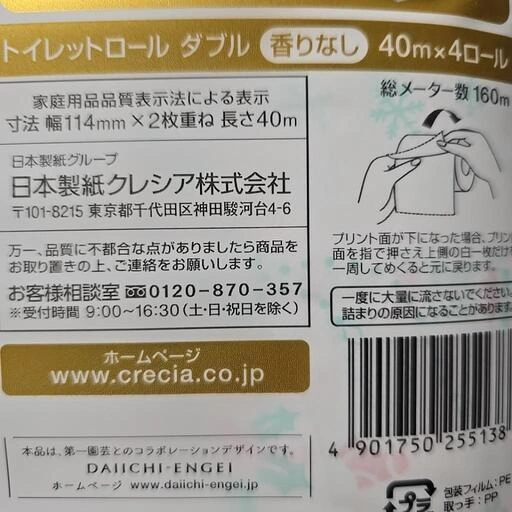 トイレットロール ダブル 香りなし 40m×4ロール
家庭用品品質表示法による表示
寸法 幅114mm×2枚重ね 長さ40m
日本製紙グループ
日本製紙クレシア株式会社
〒101-8215 東京都千代田区神田駿河台4-6
万一、品質に不都合な点がありましたら商品を
お取り置きの上、ご連絡をお願いします。
お客様相談室 0120-870-357
※受付時間 9:00〜16:30(土・日・祝日を除く)
ホームページ
www.crecia.co.jp
本品は、第一園芸とのコラボレーションデザインです。
DAIICHI-ENGEI
ホームページ www.daiichi-engei.jp
総メーター数 160m
プリント面が下になった場合、プリント
面を指で押さえ上側の白一枚だけを
一周してめくると元に戻ります。
一度に大量に流さないでください。
詰まりの原因になることがあります。
4 901750 255138
プラ
包装フィルム:PE
取っ手:PP